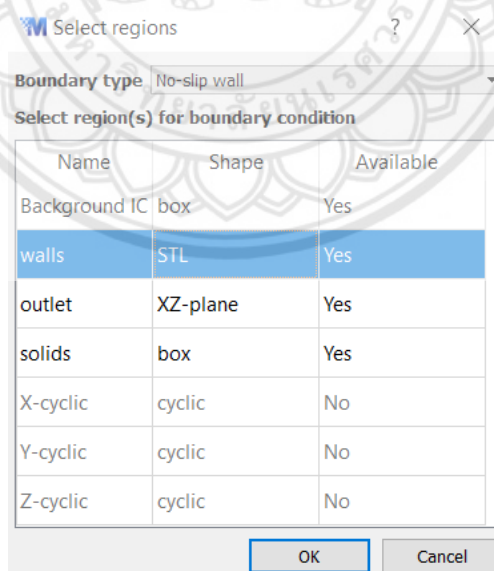 Select regions ?
Boundary type No-slip wall
Select region(s) for boundary condition
Name Shape Available
Background IC box Yes
walls STL Yes
outlet XZ-plane Yes
solids box Yes
X-cyclic cyclic No
Y-cyclic cyclic No
Z-cyclic cyclic No
OK Cancel